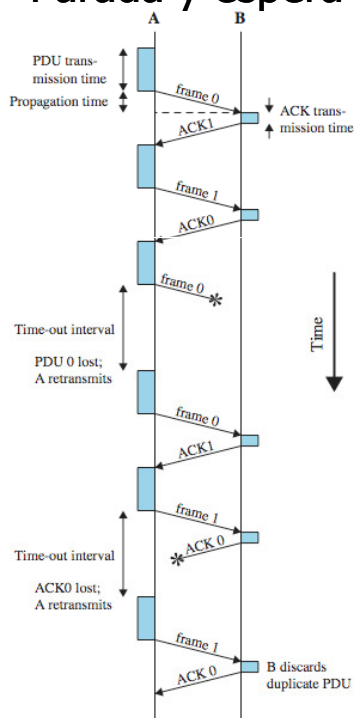 Parada y espera
A B
PDU trans-
mission time
Propagation time
frame 0
ACK trans-
mission time
ACK1
frame 1
ACK0
frame 0
*
Time-out interval
Time
PDU 0 lost;
A retransmits
frame 0
ACK1
frame 1
ACK 0
*
Time-out interval
ACK0 lost;
A retransmits
frame 1
B discards
duplicate PDU
ACK 0